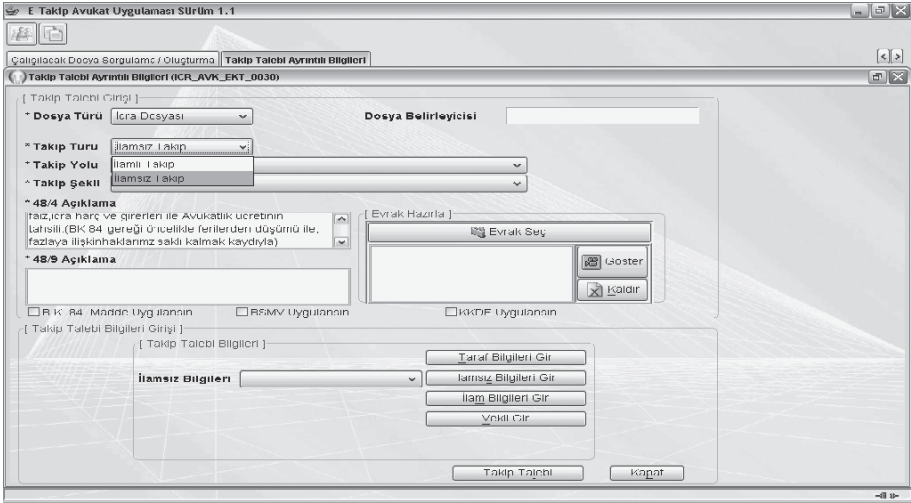 E Takip Avukat Uygulaması Sürüm 1.1
Çalışılacak Dosya Sorgulama / Oluşturma Takip Talebi Ayrıntılı Bilgileri
Takip Talebi Ayrıntılı Bilgileri (ICR_AVK_EKT_0030)
[ Takip Talebi Girişi ]
* Dosya Türü İcra Dosyası Dosya Belirleyicisi
* Takip Türü İlamsız Takip
* Takip Yolu İlamlı Takip
* Takip Şekli İlamsız Takip
* 48/4 Açıklama
faiz,icra harç ve girerleri ile Avukatlık ücretinin
tahsili.(BK 84 gereği öncelikle ferilerden düşümü ile,
fazlaya ilişkinhaklarımz saklı kalmak kaydıyla)
[ Evrak Hazırla ]
Evrak Seç
Göster
Kaldır
* 48/9 Açıklama
B.K. 84. Madde Uygulansın BSMV Uygulansın KKDF Uygulansın
[ Takip Talebi Bilgileri Girişi ]
[ Takip Talebi Bilgileri ]
Taraf Bilgileri Gir
İlamsız Bilgileri İlamsız Bilgileri Gir
İlam Bilgileri Gir
Vekil Gir
Takip Talebi Kapat